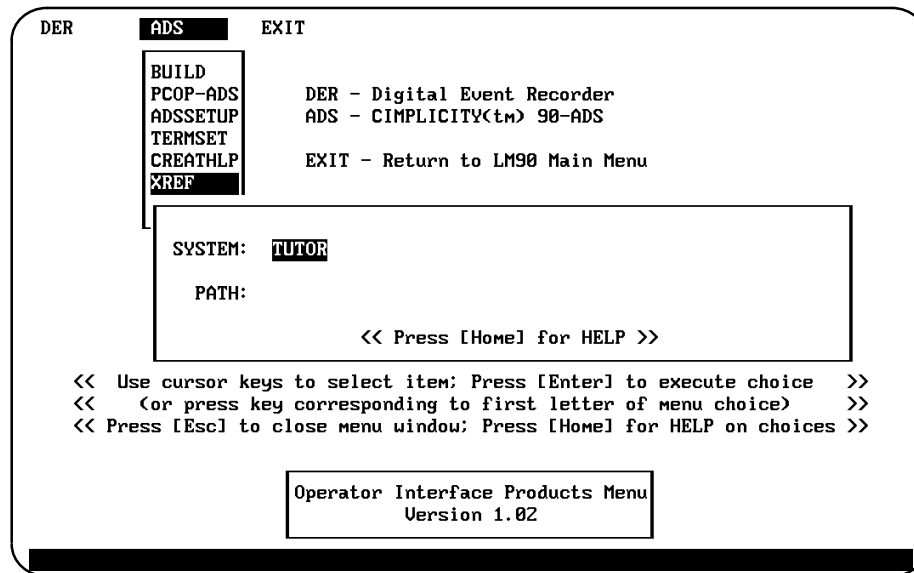 DER ADS EXIT
BUILD
PCOP-ADS DER - Digital Event Recorder
ADSSETUP ADS - CIMPLICITY(tm) 90-ADS
TERMSET
CREATHLP EXIT - Return to LM90 Main Menu
XREF
SYSTEM: TUTOR
PATH:
<< Press [Home] for HELP >>
<< Use cursor keys to select item; Press [Enter] to execute choice >>
<< (or press key corresponding to first letter of menu choice) >>
<< Press [Esc] to close menu window; Press [Home] for HELP on choices >>
Operator Interface Products Menu
Version 1.02